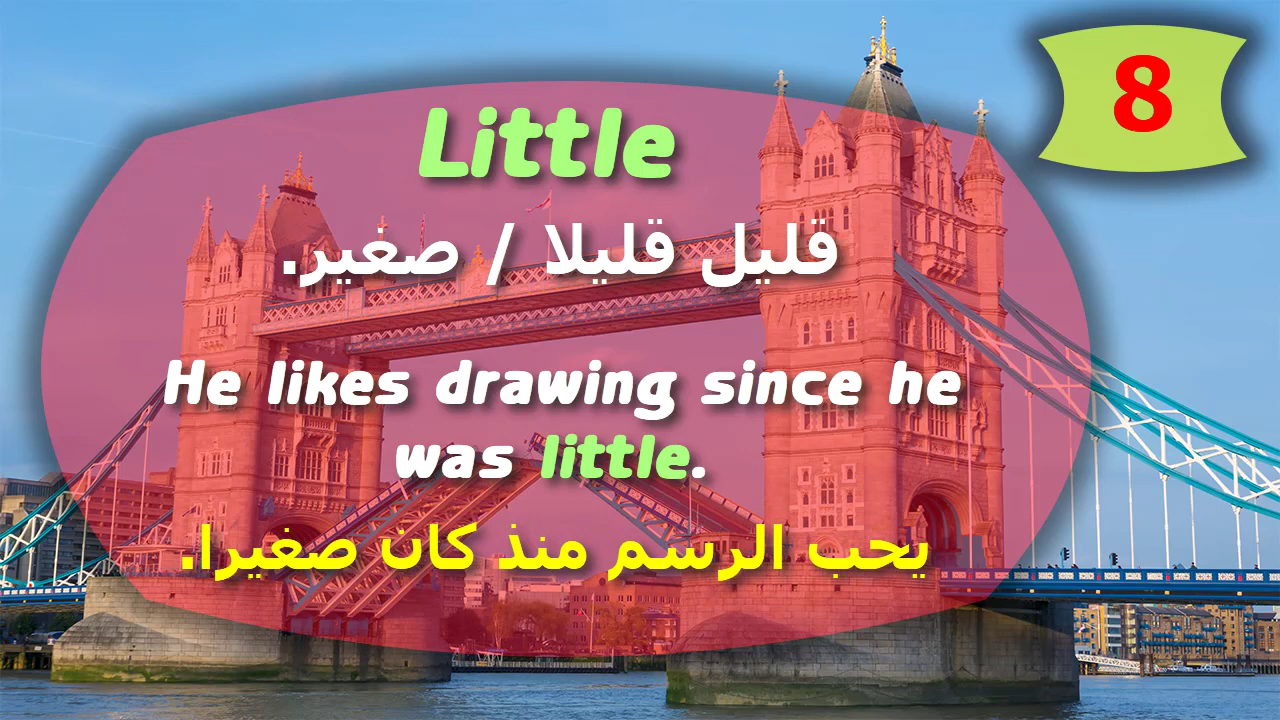 8
Little
قليل قليلا / صغير.
He likes drawing since he
was little.
يحب الرسم منذ كان صغيرا.